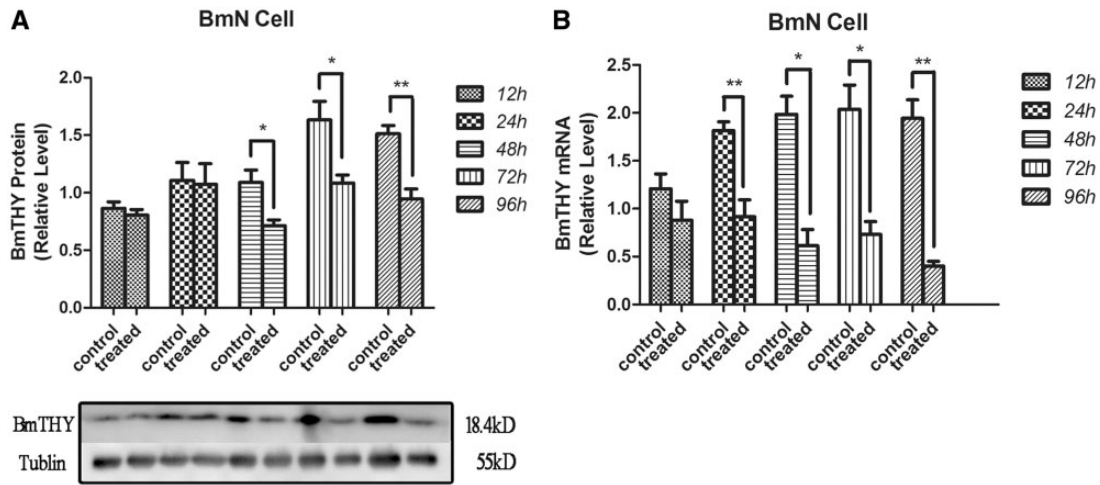 A
BmN Cell
BmTHY Protein
(Relative Level)
2.0
1.5
1.0
0.5
0.0
*
*
**
control
treated
control
treated
control
treated
control
treated
control
treated
12h
24h
48h
72h
96h
BmTHY
18.4kD
Tublin
55kD
B
BmN Cell
BmTHY mRNA
(Relative Level)
2.5
2.0
1.5
1.0
0.5
0.0
**
*
*
**
control
treated
control
treated
control
treated
control
treated
control
treated
12h
24h
48h
72h
96h